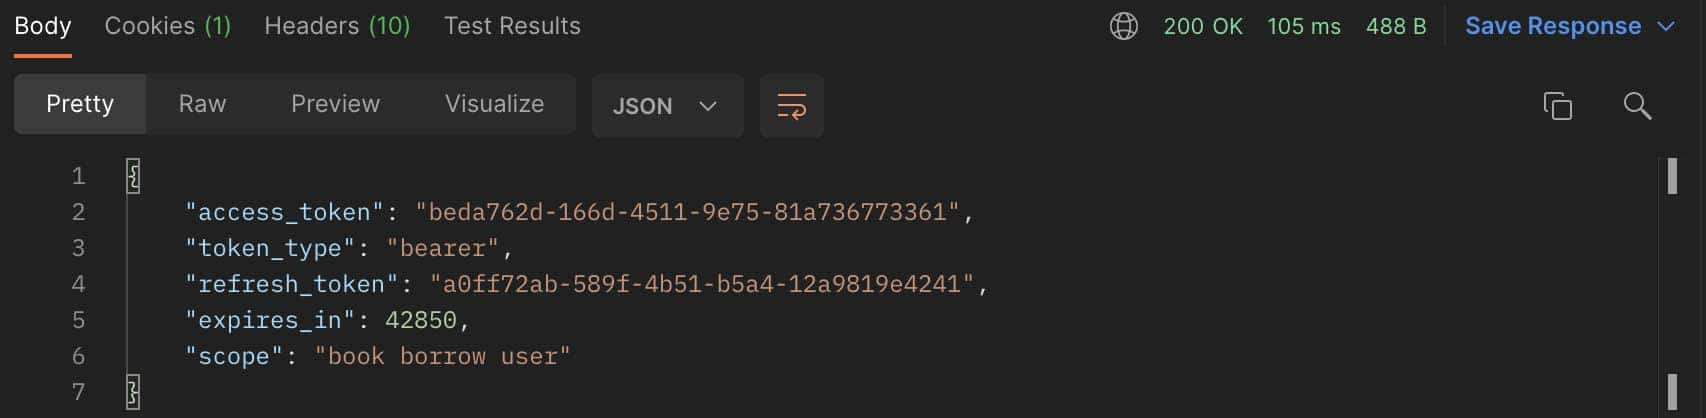 Body Cookies (1) Headers (10) Test Results 200 OK 105 ms 488 B Save Response
Pretty Raw Preview Visualize JSON
1 {
2 "access_token": "beda762d-166d-4511-9e75-81a736773361",
3 "token_type": "bearer",
4 "refresh_token": "a0ff72ab-589f-4b51-b5a4-12a9819e4241",
5 "expires_in": 42850,
6 "scope": "book borrow user"
7 }